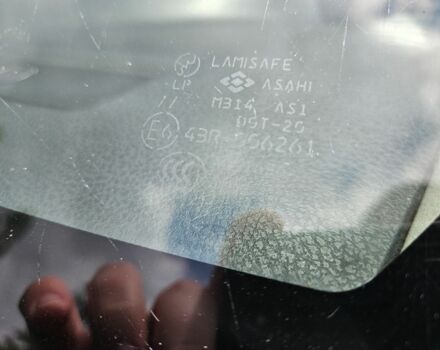 LAMISAFE
LP ASAHI
// M314 AS1
DOT-20
E6 43R-